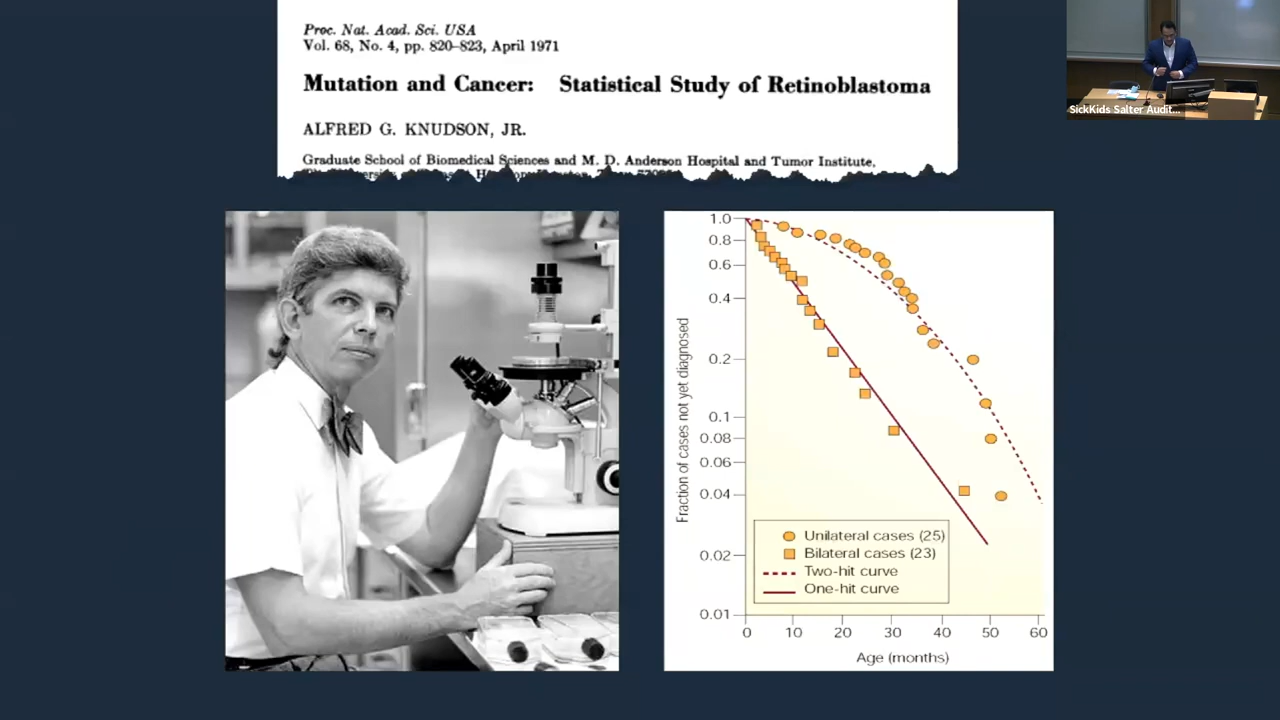 Proc. Nat. Acad. Sci. USA
Vol. 68, No. 4, pp. 820–823, April 1971
Mutation and Cancer: Statistical Study of Retinoblastoma
ALFRED G. KNUDSON, JR.
Graduate School of Biomedical Sciences and M. D. Anderson Hospital and Tumor Institute,
SickKids Salter Audit...
Fraction of cases not yet diagnosed
1.0
0.8
0.6
0.4
0.2
0.1
0.08
0.06
0.04
0.02
0.01
Unilateral cases (25)
Bilateral cases (23)
Two-hit curve
One-hit curve
0 10 20 30 40 50 60
Age (months)